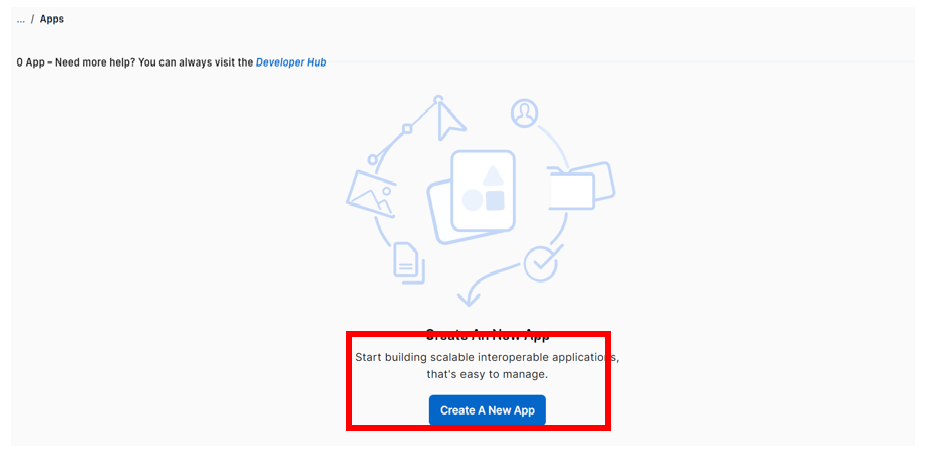 ... / Apps
0 App – Need more help? You can always visit the Developer Hub
Create An New App
Start building scalable interoperable applications,
that's easy to manage.
Create A New App